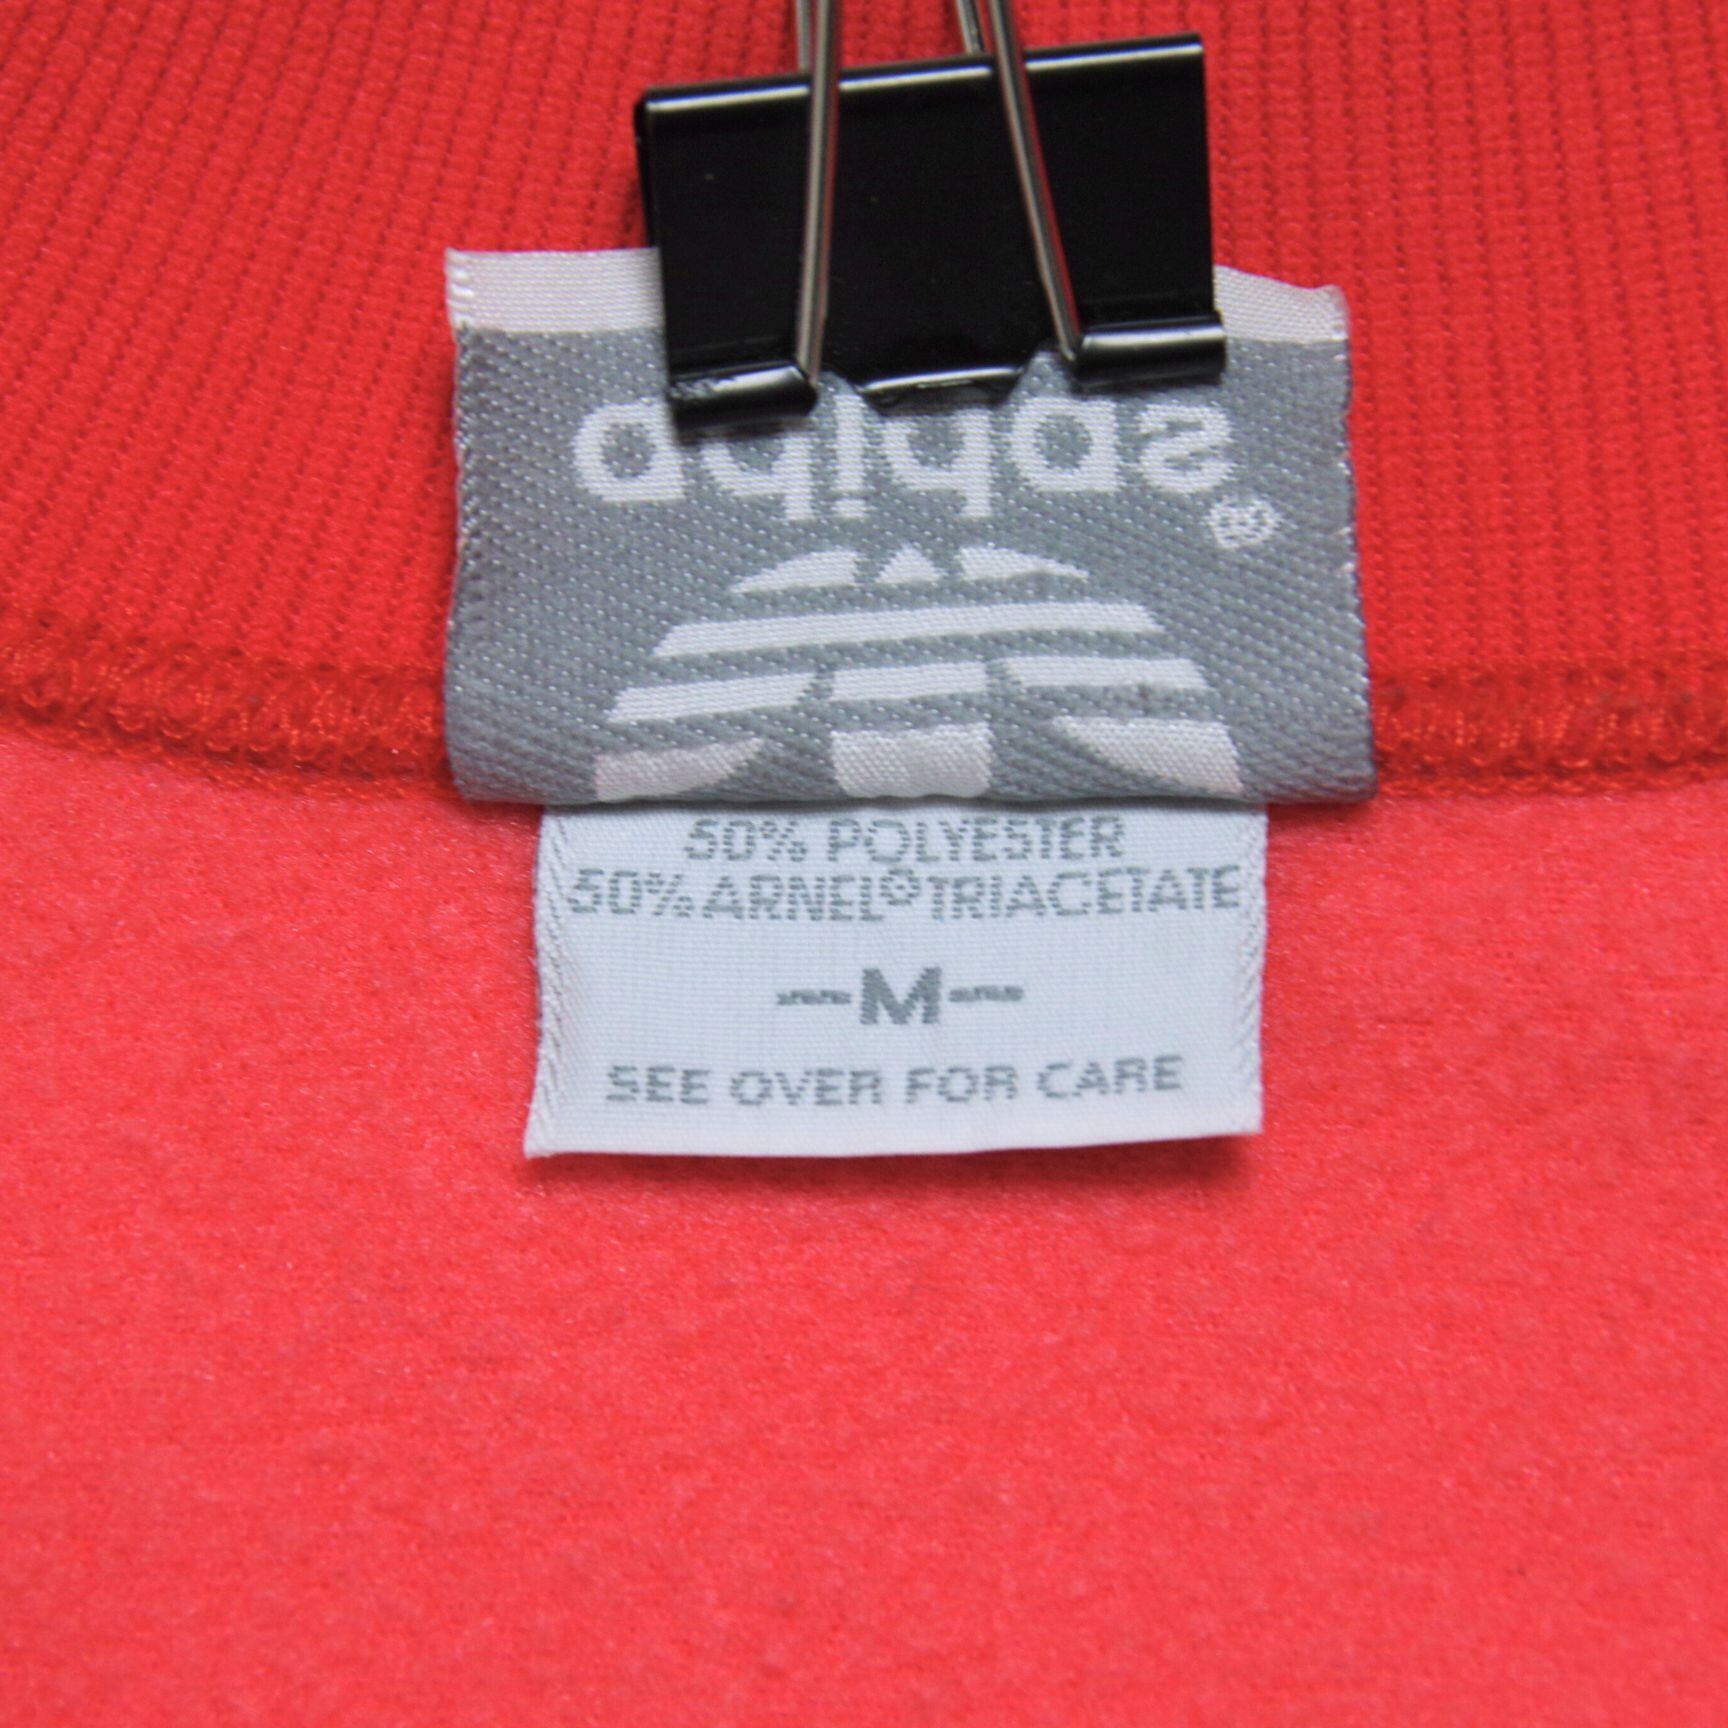 adidas®
50% POLYESTER
50% ARNEL® TRIACETATE
-M-
SEE OVER FOR CARE